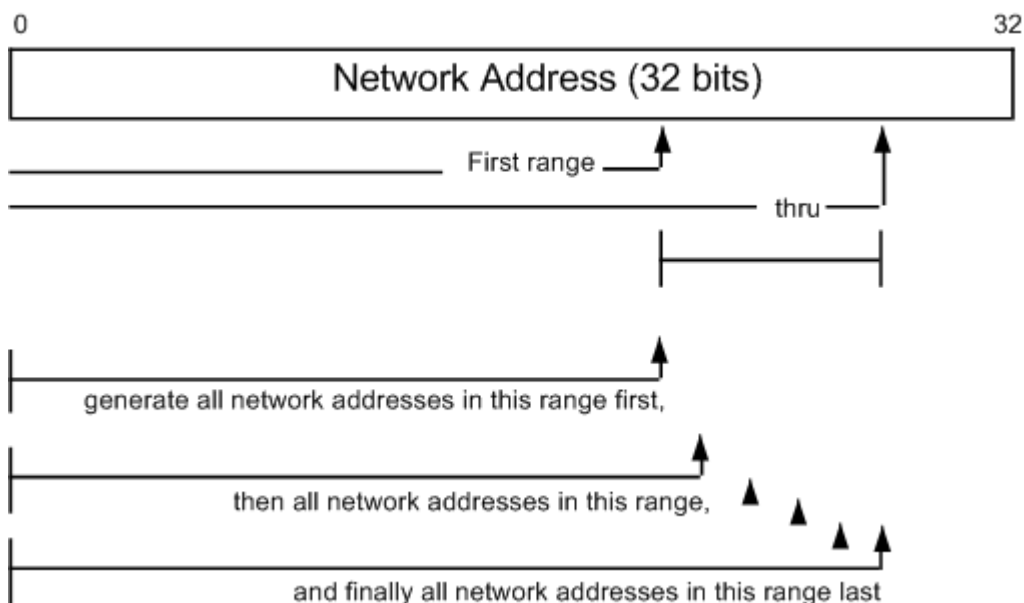 0 32
Network Address (32 bits)
First range
thru
generate all network addresses in this range first,
then all network addresses in this range,
and finally all network addresses in this range last